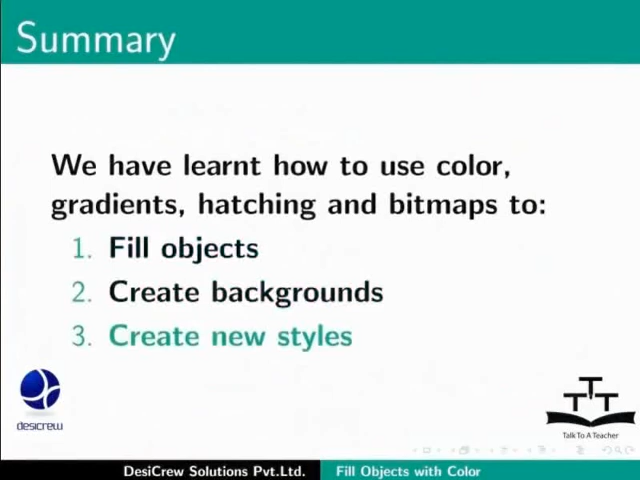 Summary
We have learnt how to use color,
gradients, hatching and bitmaps to:
1. Fill objects
2. Create backgrounds
3. Create new styles
desicrew
TTT
Talk To A Teacher
DesiCrew Solutions Pvt.Ltd. Fill Objects with Color